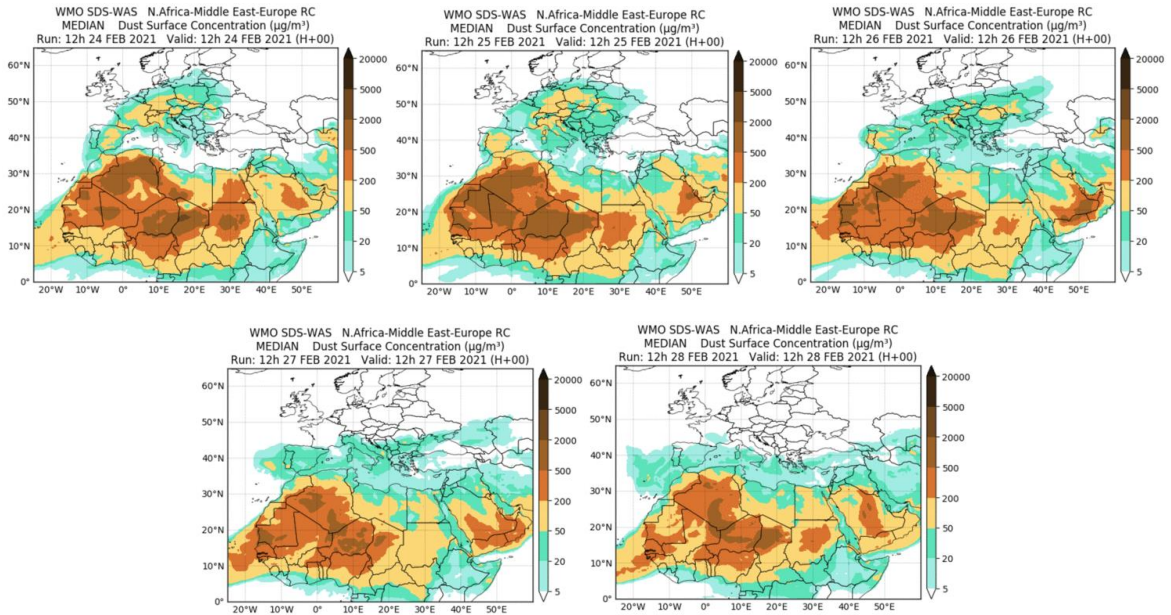 WMO SDS-WAS N.Africa-Middle East-Europe RC
MEDIAN Dust Surface Concentration (µg/m³)
Run: 12h 24 FEB 2021 Valid: 12h 24 FEB 2021 (H+00)
60°N
50°N
40°N
30°N
20°N
10°N
0°
20°W
10°W
0°
10°E
20°E
30°E
40°E
50°E
20000
5000
2000
500
200
50
20
5
WMO SDS-WAS N.Africa-Middle East-Europe RC
MEDIAN Dust Surface Concentration (µg/m³)
Run: 12h 25 FEB 2021 Valid: 12h 25 FEB 2021 (H+00)
60°N
50°N
40°N
30°N
20°N
10°N
0°
20°W
10°W
0°
10°E
20°E
30°E
40°E
50°E
20000
5000
2000
500
200
50
20
5
WMO SDS-WAS N.Africa-Middle East-Europe RC
MEDIAN Dust Surface Concentration (µg/m³)
Run: 12h 26 FEB 2021 Valid: 12h 26 FEB 2021 (H+00)
60°N
50°N
40°N
30°N
20°N
10°N
0°
20°W
10°W
0°
10°E
20°E
30°E
40°E
50°E
20000
5000
2000
500
200
50
20
5
WMO SDS-WAS N.Africa-Middle East-Europe RC
MEDIAN Dust Surface Concentration (µg/m³)
Run: 12h 27 FEB 2021 Valid: 12h 27 FEB 2021 (H+00)
60°N
50°N
40°N
30°N
20°N
10°N
0°
20°W
10°W
0°
10°E
20°E
30°E
40°E
50°E
20000
5000
2000
500
200
50
20
5
WMO SDS-WAS N.Africa-Middle East-Europe RC
MEDIAN Dust Surface Concentration (µg/m³)
Run: 12h 28 FEB 2021 Valid: 12h 28 FEB 2021 (H+00)
60°N
50°N
40°N
30°N
20°N
10°N
0°
20°W
10°W
0°
10°E
20°E
30°E
40°E
50°E
20000
5000
2000
500
200
50
20
5